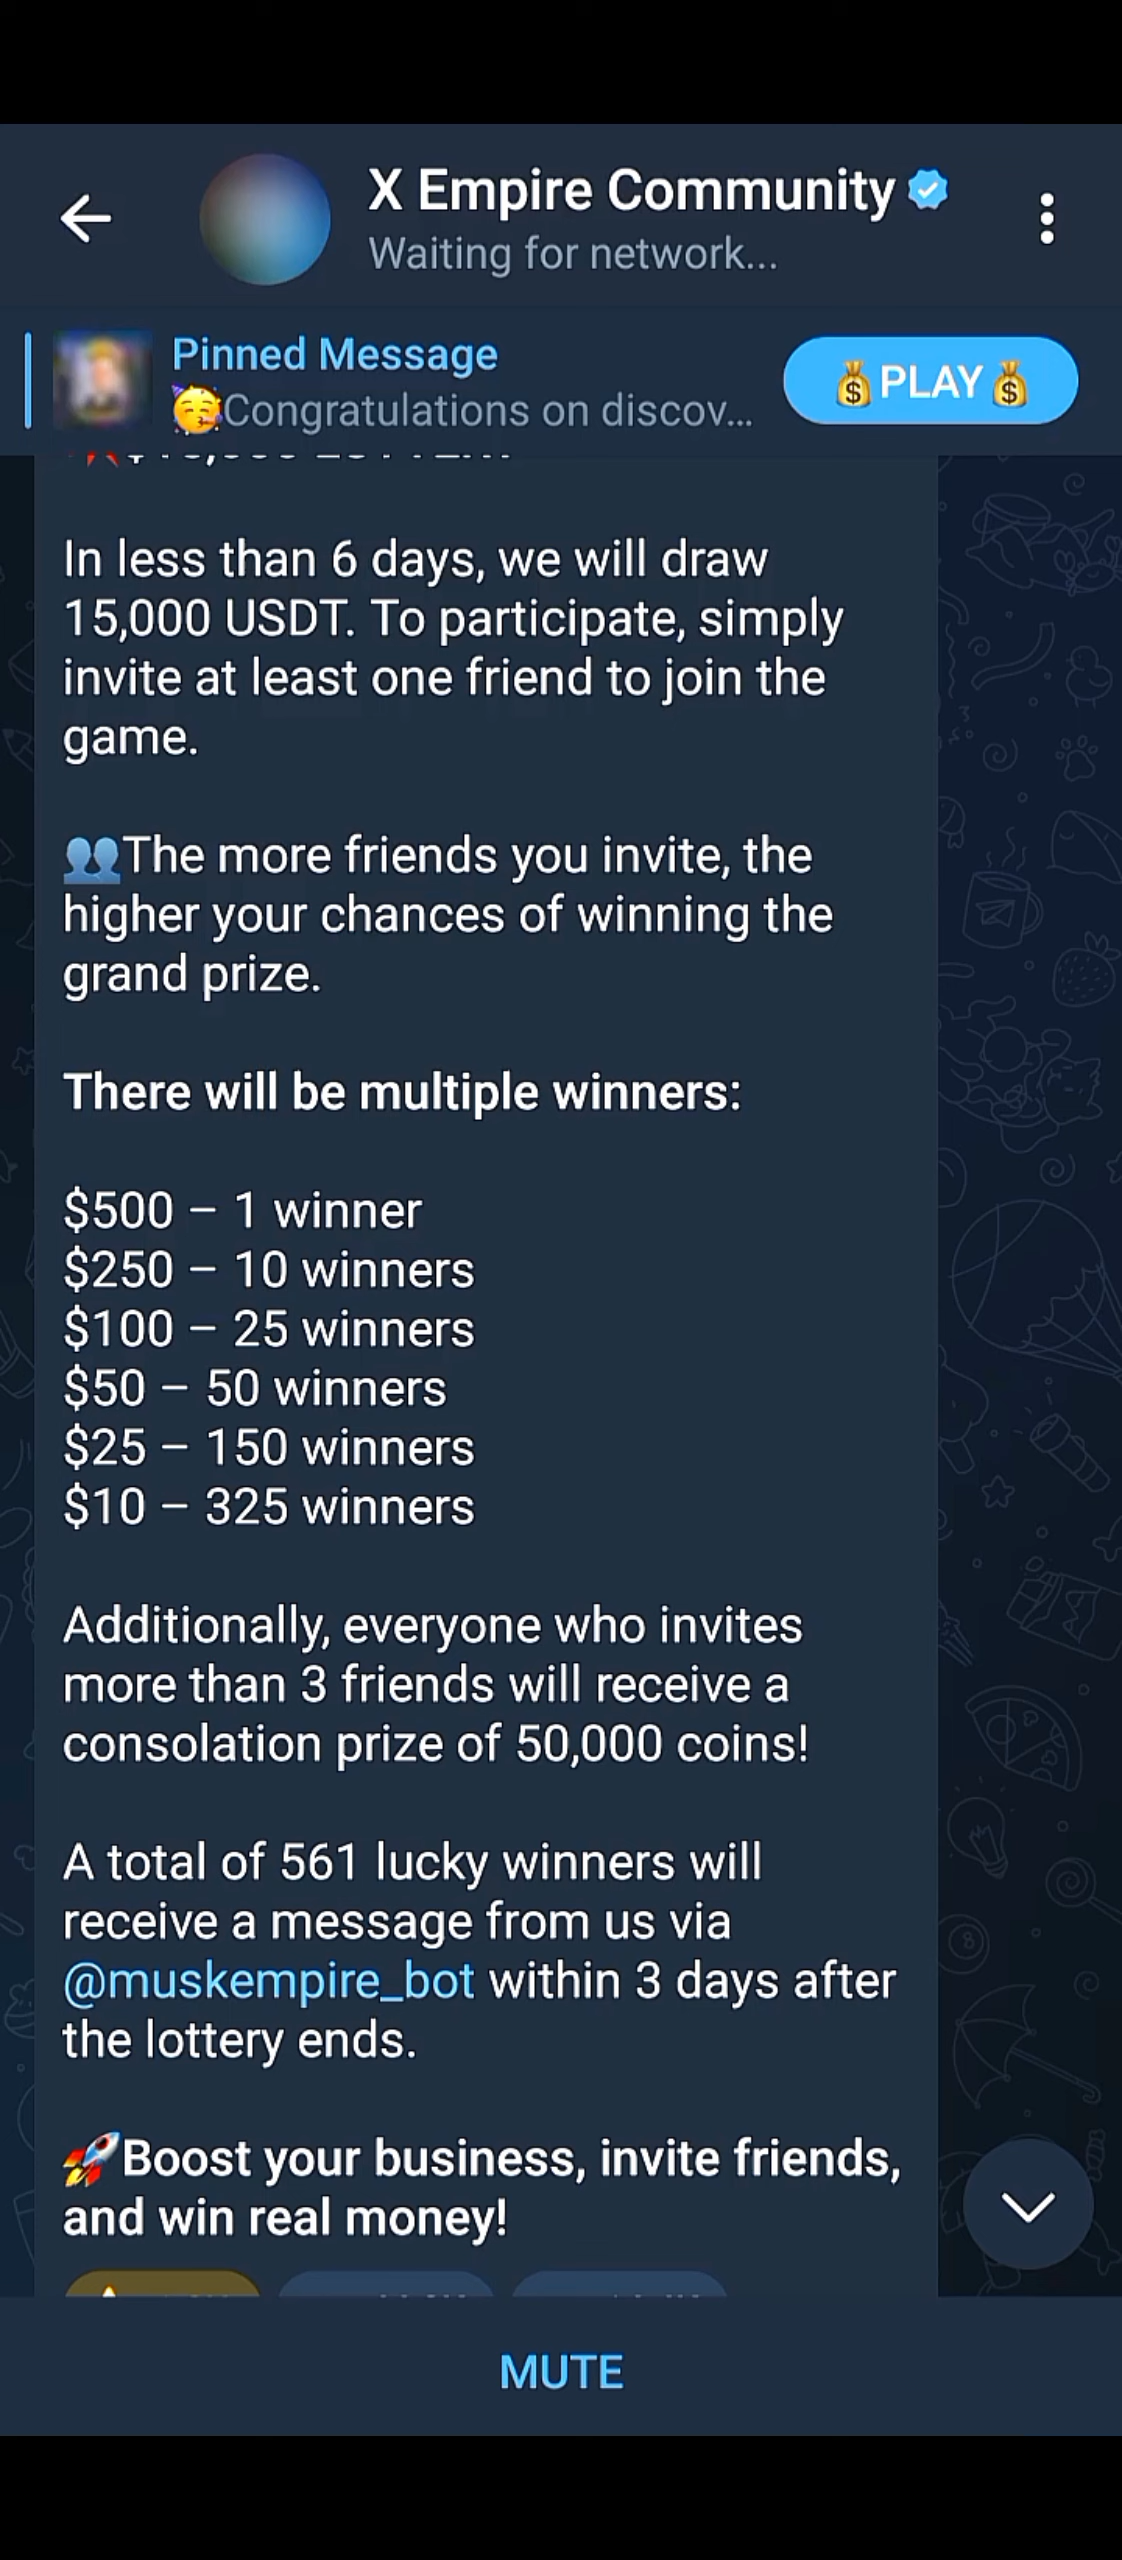 X Empire Community
Waiting for network...
Pinned Message
🥳Congratulations on discov...
💰PLAY💰
In less than 6 days, we will draw
15,000 USDT. To participate, simply
invite at least one friend to join the
game.
👥The more friends you invite, the
higher your chances of winning the
grand prize.
There will be multiple winners:
$500 – 1 winner
$250 – 10 winners
$100 – 25 winners
$50 – 50 winners
$25 – 150 winners
$10 – 325 winners
Additionally, everyone who invites
more than 3 friends will receive a
consolation prize of 50,000 coins!
A total of 561 lucky winners will
receive a message from us via
@muskempire_bot within 3 days after
the lottery ends.
🚀Boost your business, invite friends,
and win real money!
MUTE